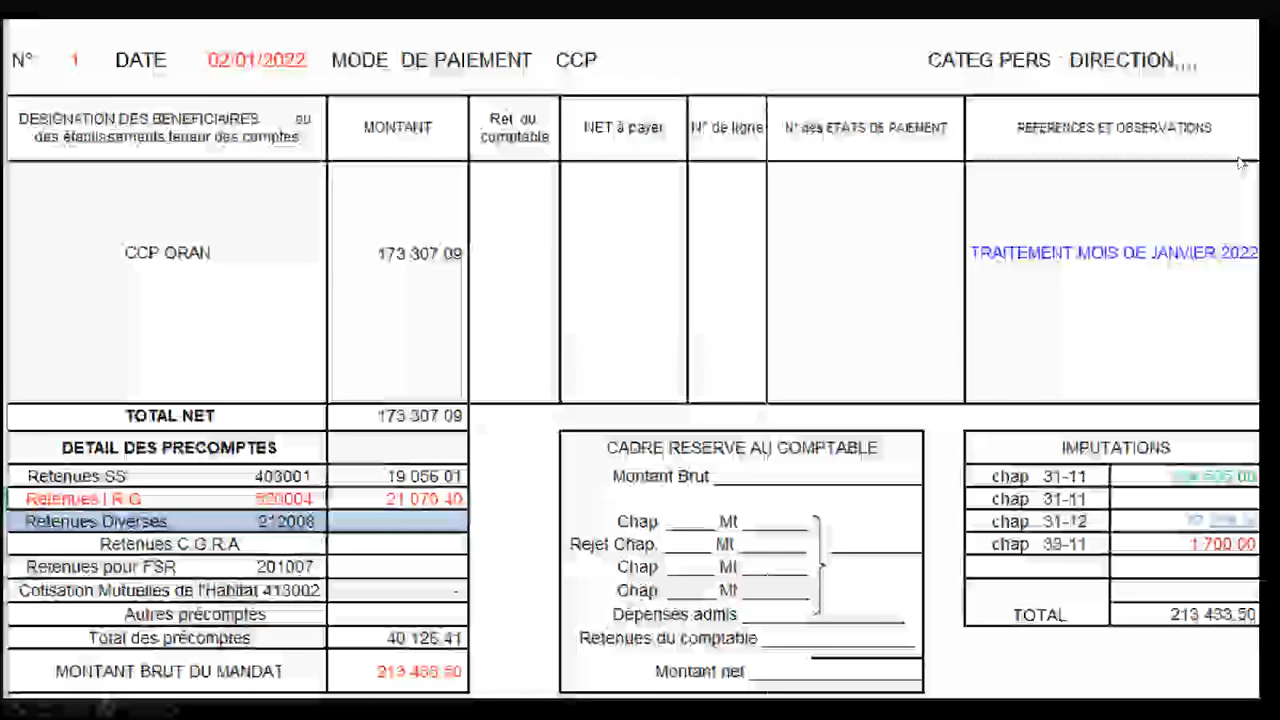 N° 1 DATE 02/01/2022 MODE DE PAIEMENT CCP CATEG PERS : DIRECTION....
DESIGNATION DES BENEFICIAIRES ou
des établissements teneur des comptes
MONTANT
Ret du
comptable
NET à payer
N° de ligne
N° des ETATS DE PAIEMENT
REFERENCES ET OBSERVATIONS
CCP ORAN 173 307 09 TRAITEMENT MOIS DE JANVIER 2022
TOTAL NET 173 307 09
DETAIL DES PRECOMPTES
Retenues SS 403001 19 056 01
Retenues I R G 520004 21 070 40
Retenues Diverses 212008
Retenues C.G.R.A
Retenues pour FSR 201007
Cotisation Mutuelles de l'Habitat 413002 -
Autres précomptes
Total des précomptes 40 126 41
MONTANT BRUT DU MANDAT 213 433 50
CADRE RESERVE AU COMPTABLE
Montant Brut
Chap Mt
Rejet Chap. Mt
Chap Mt
Chap Mt
Dépenses admis
Retenues du comptable
Montant net
IMPUTATIONS
chap 31-11
chap 31-11
chap 31-12
chap 33-11 1 700 00
TOTAL 213 433 50